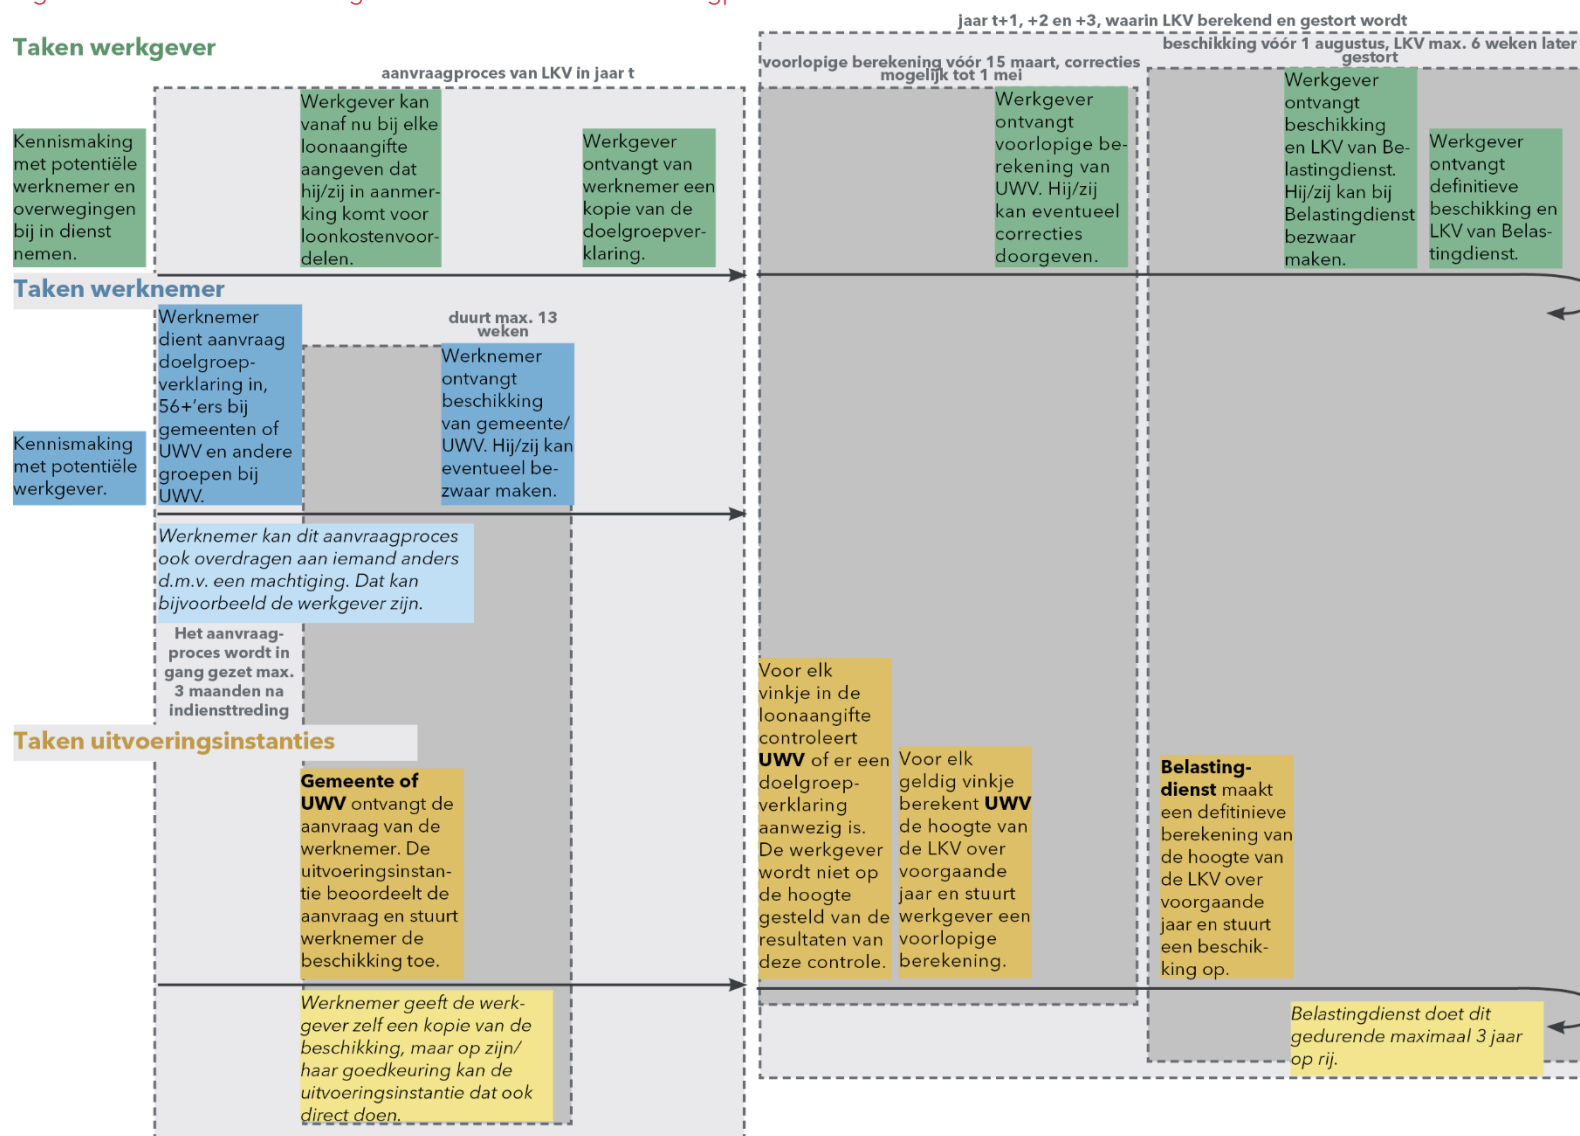 jaar t+1, +2 en +3, waarin LKV berekend en gestort wordt
Taken werkgever
aanvraagproces van LKV in jaar t
voorlopige berekening vóór 15 maart, correcties
mogelijk tot 1 mei
beschikking vóór 1 augustus, LKV max. 6 weken later
gestort
Kennismaking
met potentiële
werknemer en
overwegingen
bij in dienst
nemen.
Werkgever kan
vanaf nu bij elke
loonaangifte
aangeven dat
hij/zij in aanmer-
king komt voor
loonkostenvoor-
delen.
Werkgever
ontvangt van
werknemer een
kopie van de
doelgroepver-
klaring.
Werkgever
ontvangt
voorlopige be-
rekening van
UWV. Hij/zij
kan eventueel
correcties
doorgeven.
Werkgever
ontvangt
beschikking
en LKV van Be-
lastingdienst.
Hij/zij kan bij
Belastingdienst
bezwaar
maken.
Werkgever
ontvangt
definitieve
beschikking en
LKV van Belas-
tingdienst.
Taken werknemer
Kennismaking
met potentiële
werkgever.
Werknemer
dient aanvraag
doelgroep-
verklaring in,
56+'ers bij
gemeenten of
UWV en andere
groepen bij
UWV.
duurt max. 13
weken
Werknemer
ontvangt
beschikking
van gemeente/
UWV. Hij/zij kan
eventueel be-
zwaar maken.
Werknemer kan dit aanvraagproces
ook overdragen aan iemand anders
d.m.v. een machtiging. Dat kan
bijvoorbeeld de werkgever zijn.
Het aanvraag-
proces wordt in
gang gezet max.
3 maanden na
indiensttreding
Taken uitvoeringsinstanties
Gemeente of
UWV ontvangt de
aanvraag van de
werknemer. De
uitvoeringsinstan-
tie beoordeelt de
aanvraag en stuurt
werknemer de
beschikking toe.
Werknemer geeft de werk-
gever zelf een kopie van de
beschikking, maar op zijn/
haar goedkeuring kan de
uitvoeringsinstantie dat ook
direct doen.
Voor elk
vinkje in de
loonaangifte
controleert
UWV of er een
doelgroep-
verklaring
aanwezig is.
De werkgever
wordt niet op
de hoogte
gesteld van de
resultaten van
deze controle.
Voor elk
geldig vinkje
berekent UWV
de hoogte van
de LKV over
voorgaande
jaar en stuurt
werkgever een
voorlopige
berekening.
Belasting-
dienst maakt
een defitinieve
berekening van
de hoogte van
de LKV over
voorgaande
jaar en stuurt
een beschik-
king op.
Belastingdienst doet dit
gedurende maximaal 3 jaar
op rij.